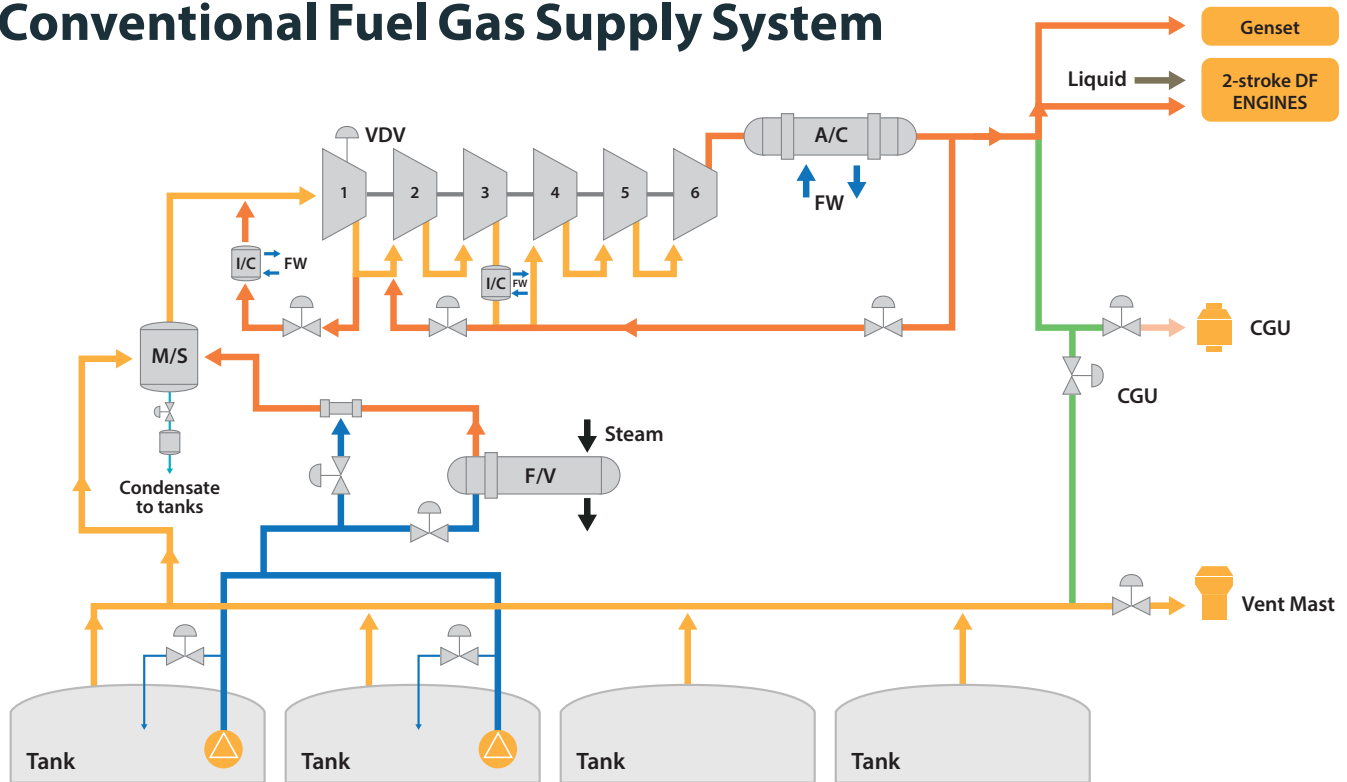 Conventional Fuel Gas Supply System
Genset
Liquid
2-stroke DF
ENGINES
VDV
A/C
FW
1
2
3
4
5
6
I/C
FW
I/C
FW
M/S
CGU
CGU
Condensate
to tanks
Steam
F/V
Vent Mast
Tank
Tank
Tank
Tank